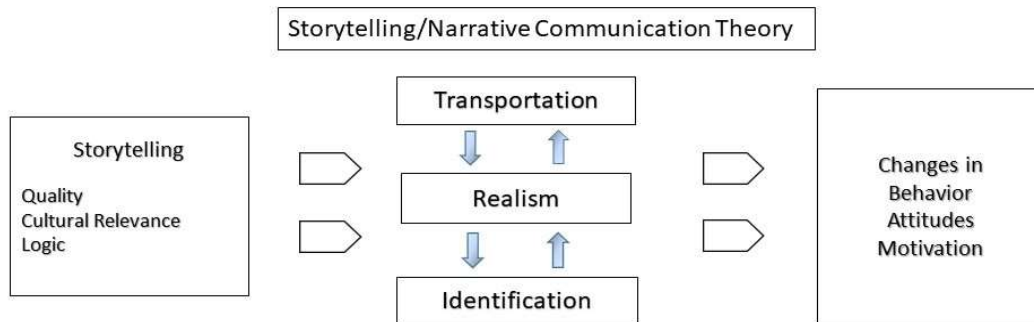 Storytelling/Narrative Communication Theory
Transportation
Storytelling
Quality
Cultural Relevance
Logic
Realism
Identification
Changes in
Behavior
Attitudes
Motivation